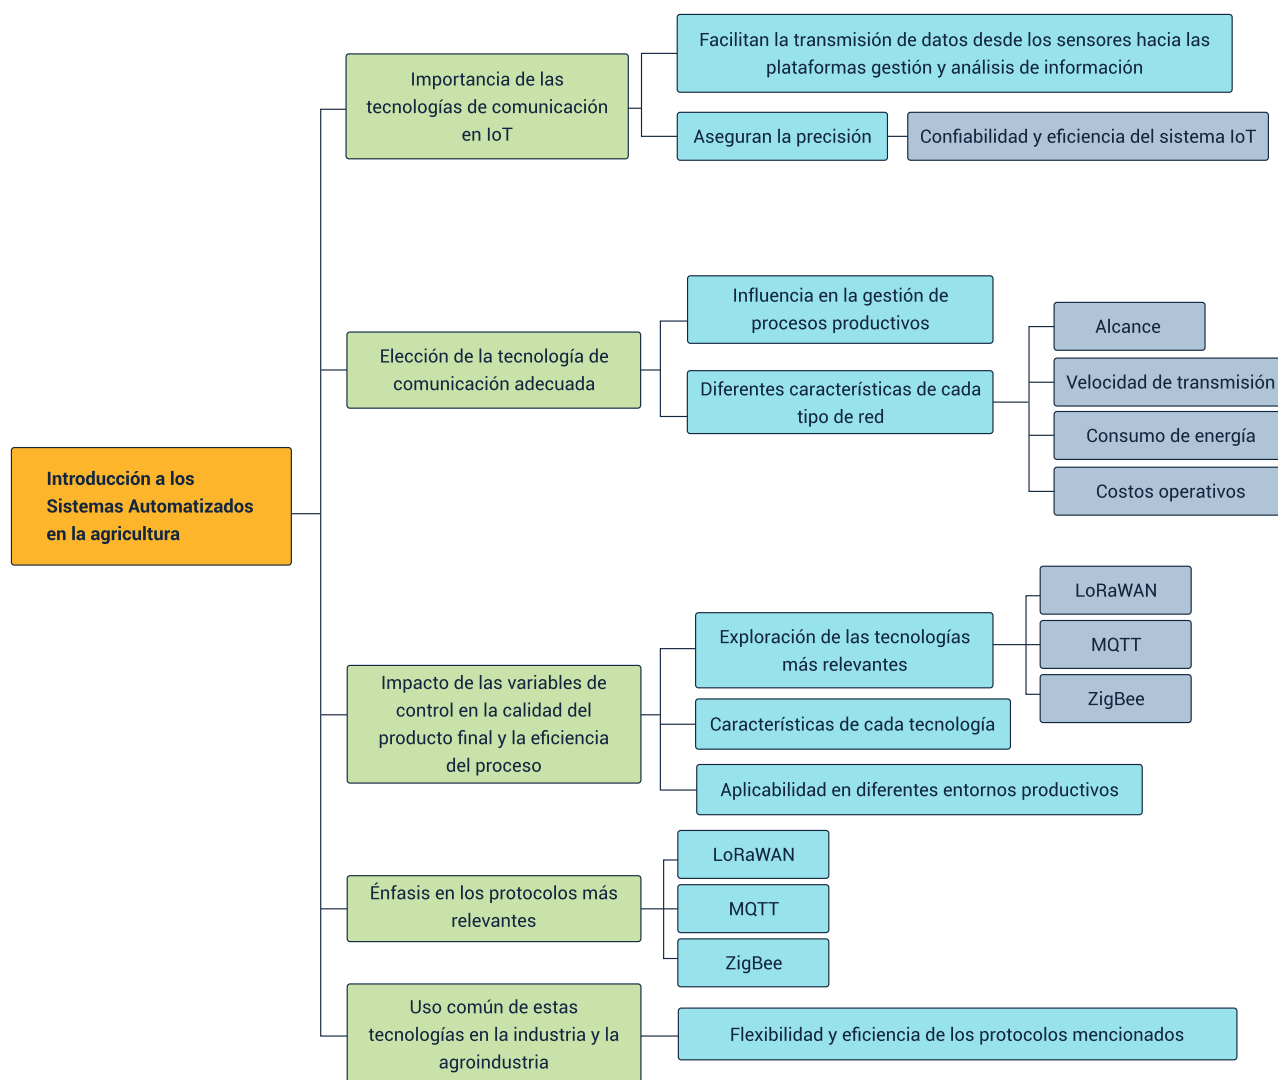 Introducción a los
Sistemas Automatizados
en la agricultura
Importancia de las
tecnologías de comunicación
en IoT
Facilitan la transmisión de datos desde los sensores hacia las
plataformas gestión y análisis de información
Aseguran la precisión
Confiabilidad y eficiencia del sistema IoT
Elección de la tecnología de
comunicación adecuada
Influencia en la gestión de
procesos productivos
Diferentes características de cada
tipo de red
Alcance
Velocidad de transmisión
Consumo de energía
Costos operativos
Impacto de las variables de
control en la calidad del
producto final y la eficiencia
del proceso
Exploración de las tecnologías
más relevantes
LoRaWAN
MQTT
ZigBee
Características de cada tecnología
Aplicabilidad en diferentes entornos productivos
Énfasis en los protocolos más
relevantes
LoRaWAN
MQTT
ZigBee
Uso común de estas
tecnologías en la industria y la
agroindustria
Flexibilidad y eficiencia de los protocolos mencionados